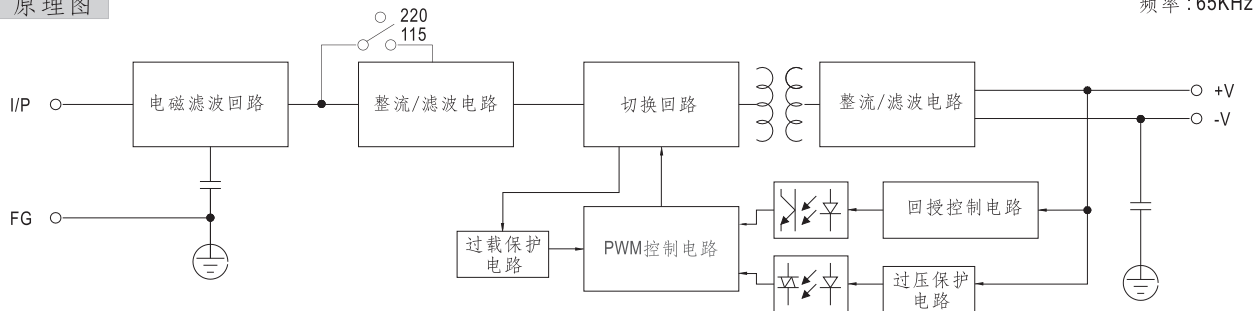 原理图
频率:65KHz
220
115
I/P
电磁滤波回路
整流/滤波电路
切换回路
整流/滤波电路
+V
-V
FG
过载保护
电路
PWM控制电路
回授控制电路
过压保护
电路